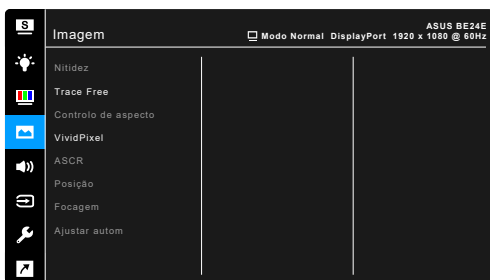 S
ASUS BE24E
Imagem
Modo Normal DisplayPort 1920 x 1080 @ 60Hz
Nitidez
Trace Free
Controlo de aspecto
VividPixel
ASCR
Posição
Focagem
Ajustar autom